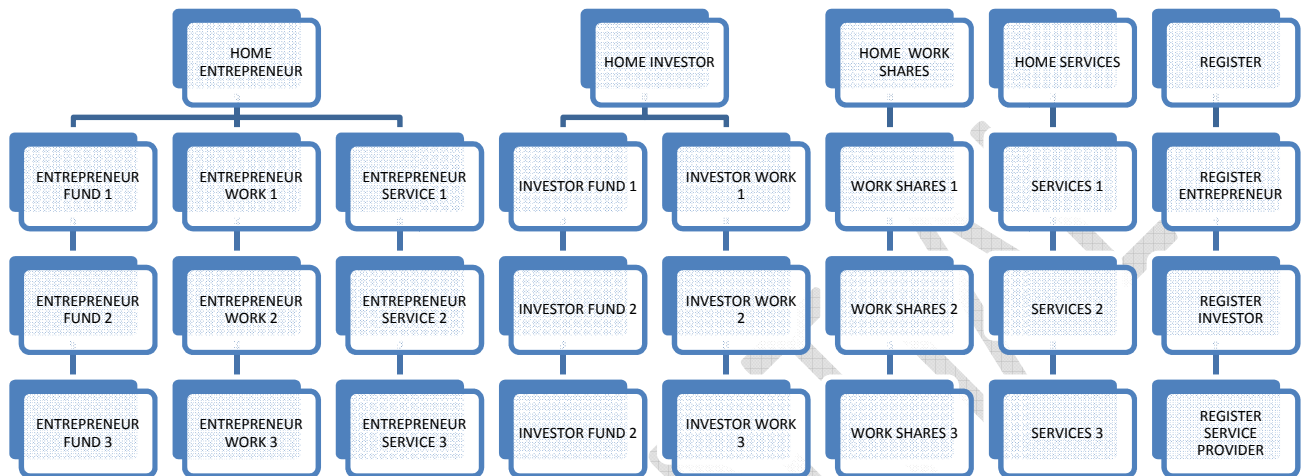 HOME
ENTREPRENEUR
HOME INVESTOR
HOME  WORK
SHARES
HOME SERVICES
REGISTER
ENTREPRENEUR
FUND 1
ENTREPRENEUR
WORK 1
ENTREPRENEUR
SERVICE 1
INVESTOR FUND 1
INVESTOR WORK
1
WORK SHARES 1
SERVICES 1
REGISTER
ENTREPRENEUR
ENTREPRENEUR
FUND 2
ENTREPRENEUR
WORK 2
ENTREPRENEUR
SERVICE 2
INVESTOR FUND 2
INVESTOR WORK
2
WORK SHARES 2
SERVICES 2
REGISTER
INVESTOR
ENTREPRENEUR
FUND 3
ENTREPRENEUR
WORK 3
ENTREPRENEUR
SERVICE 3
INVESTOR FUND 2
INVESTOR WORK
3
WORK SHARES 3
SERVICES 3
REGISTER
SERVICE
PROVIDER